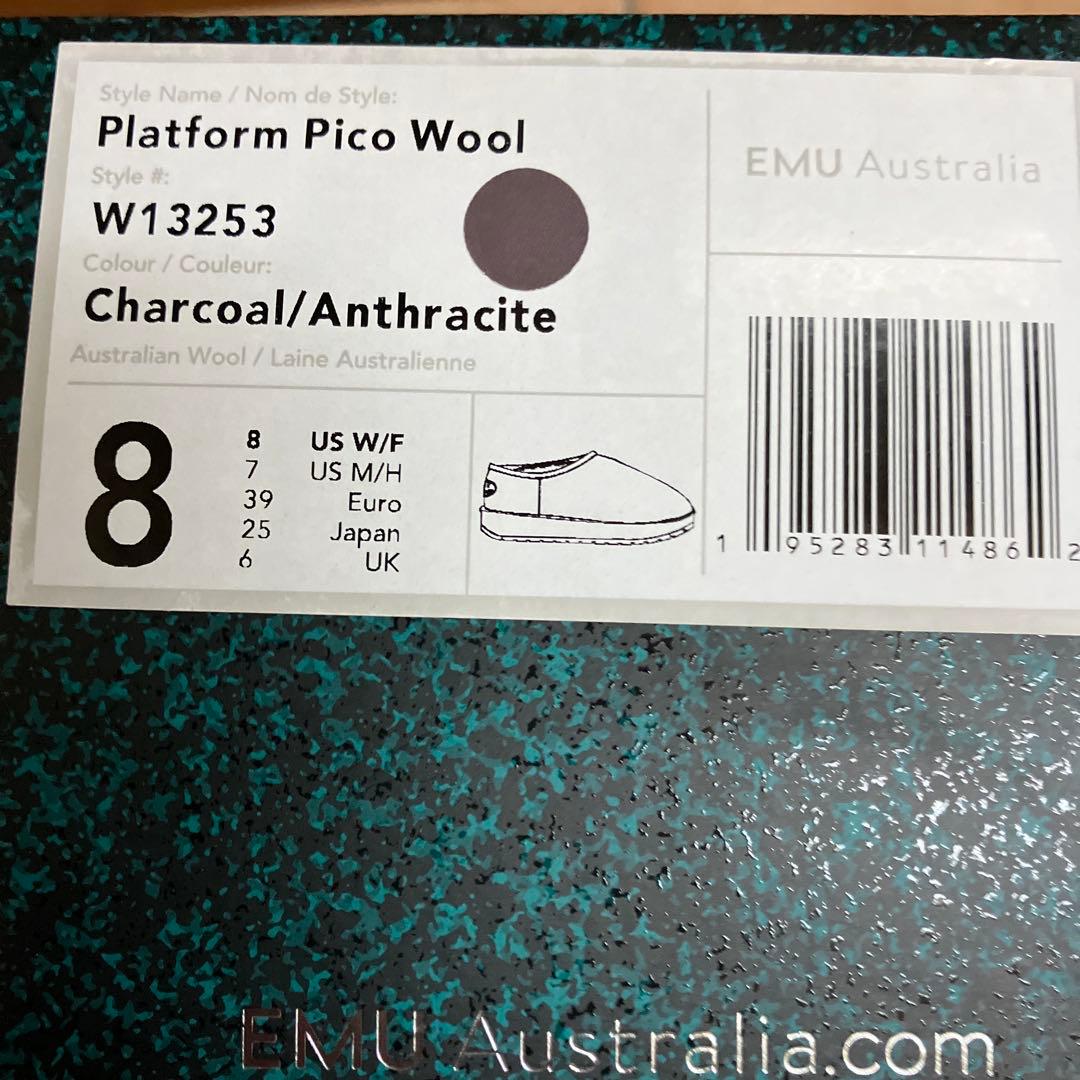 Style Name / Nom de Style:
Platform Pico Wool
Style #:
W13253
Colour / Couleur:
Charcoal/Anthracite
Australian Wool / Laine Australienne
8
8 US W/F
7 US M/H
39 Euro
25 Japan
6 UK
EMU Australia
1 95283 11486 2
EMU Australia.com